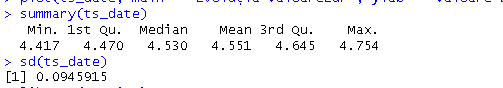 > summary(ts_date)
Min. 1st Qu. Median Mean 3rd Qu. Max.
4.417 4.470 4.530 4.551 4.645 4.754
> sd(ts_date)
[1] 0.0945915